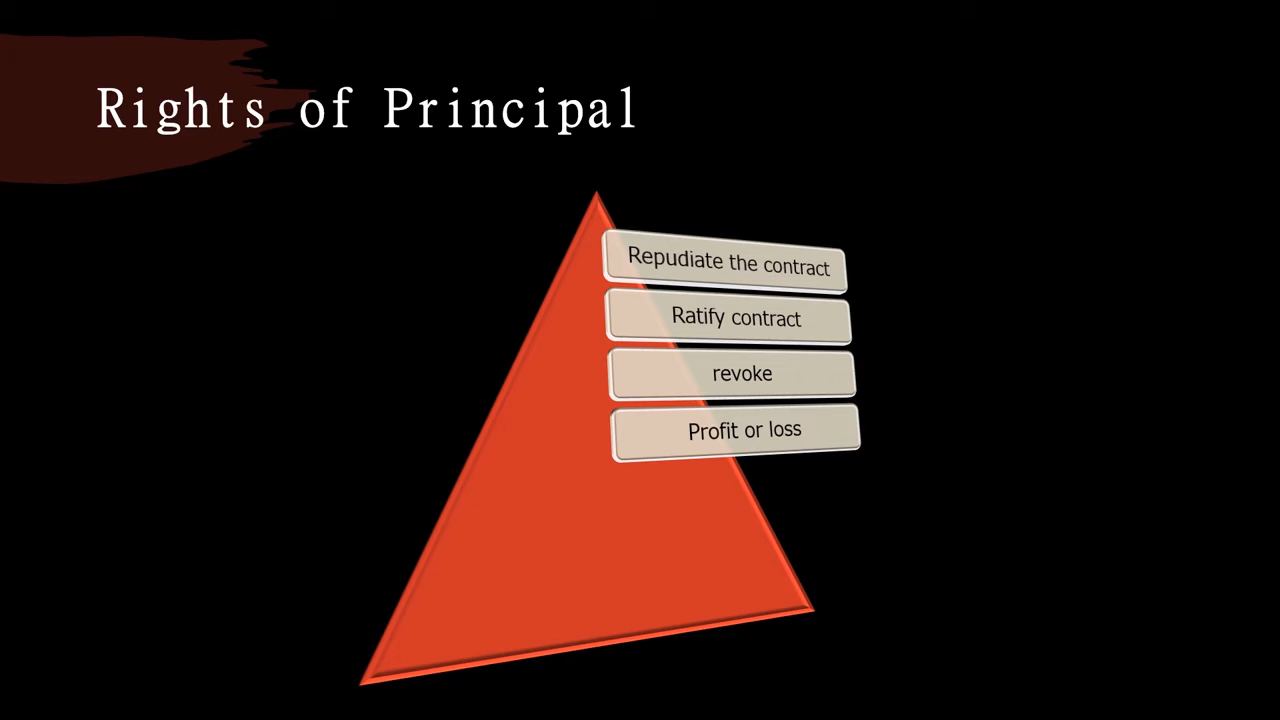 Rights of Principal
Repudiate the contract
Ratify contract
revoke
Profit or loss